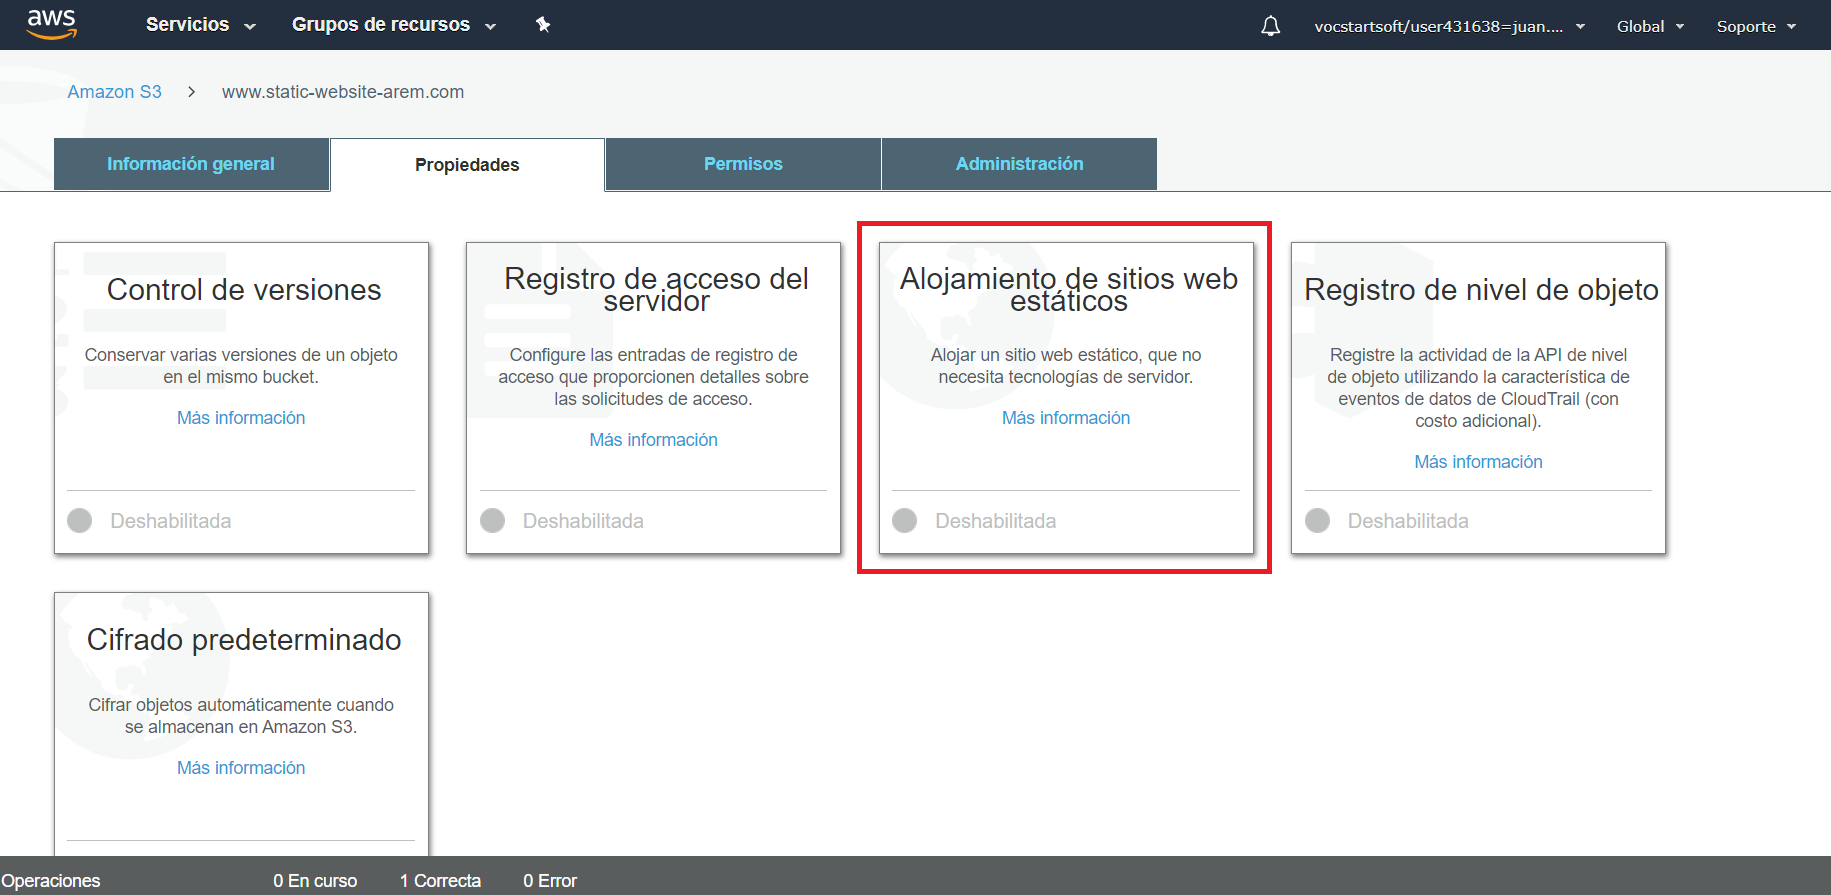 aws Servicios Grupos de recursos vocstartsoft/user431638=juan.... Global Soporte
Amazon S3 > www.static-website-arem.com
Información general Propiedades Permisos Administración
Control de versiones
Conservar varias versiones de un objeto
en el mismo bucket.
Más información
Deshabilitada
Registro de acceso del
servidor
Configure las entradas de registro de
acceso que proporcionen detalles sobre
las solicitudes de acceso.
Más información
Deshabilitada
Alojamiento de sitios web
estáticos
Alojar un sitio web estático, que no
necesita tecnologías de servidor.
Más información
Deshabilitada
Registro de nivel de objeto
Registre la actividad de la API de nivel
de objeto utilizando la característica de
eventos de datos de CloudTrail (con
costo adicional).
Más información
Deshabilitada
Cifrado predeterminado
Cifrar objetos automáticamente cuando
se almacenan en Amazon S3.
Más información
Operaciones 0 En curso 1 Correcta 0 Error